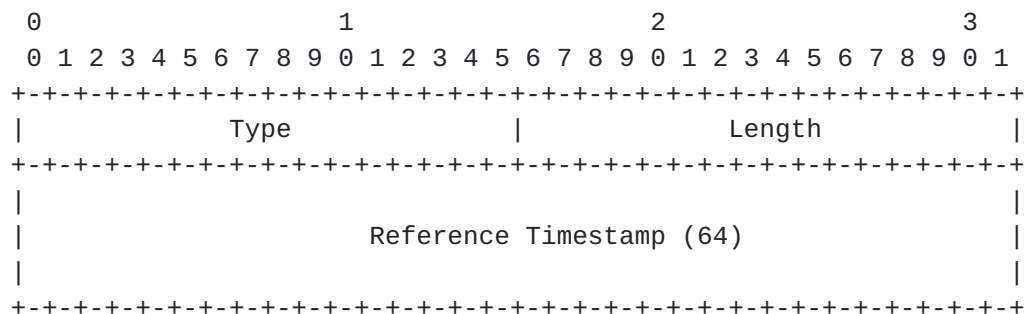 0                   1                   2                   3
 0 1 2 3 4 5 6 7 8 9 0 1 2 3 4 5 6 7 8 9 0 1 2 3 4 5 6 7 8 9 0 1
+-+-+-+-+-+-+-+-+-+-+-+-+-+-+-+-+-+-+-+-+-+-+-+-+-+-+-+-+-+-+-+-+
|             Type              |             Length            |
+-+-+-+-+-+-+-+-+-+-+-+-+-+-+-+-+-+-+-+-+-+-+-+-+-+-+-+-+-+-+-+-+
|                                                               |
|                      Reference Timestamp (64)                 |
|                                                               |
+-+-+-+-+-+-+-+-+-+-+-+-+-+-+-+-+-+-+-+-+-+-+-+-+-+-+-+-+-+-+-+-+